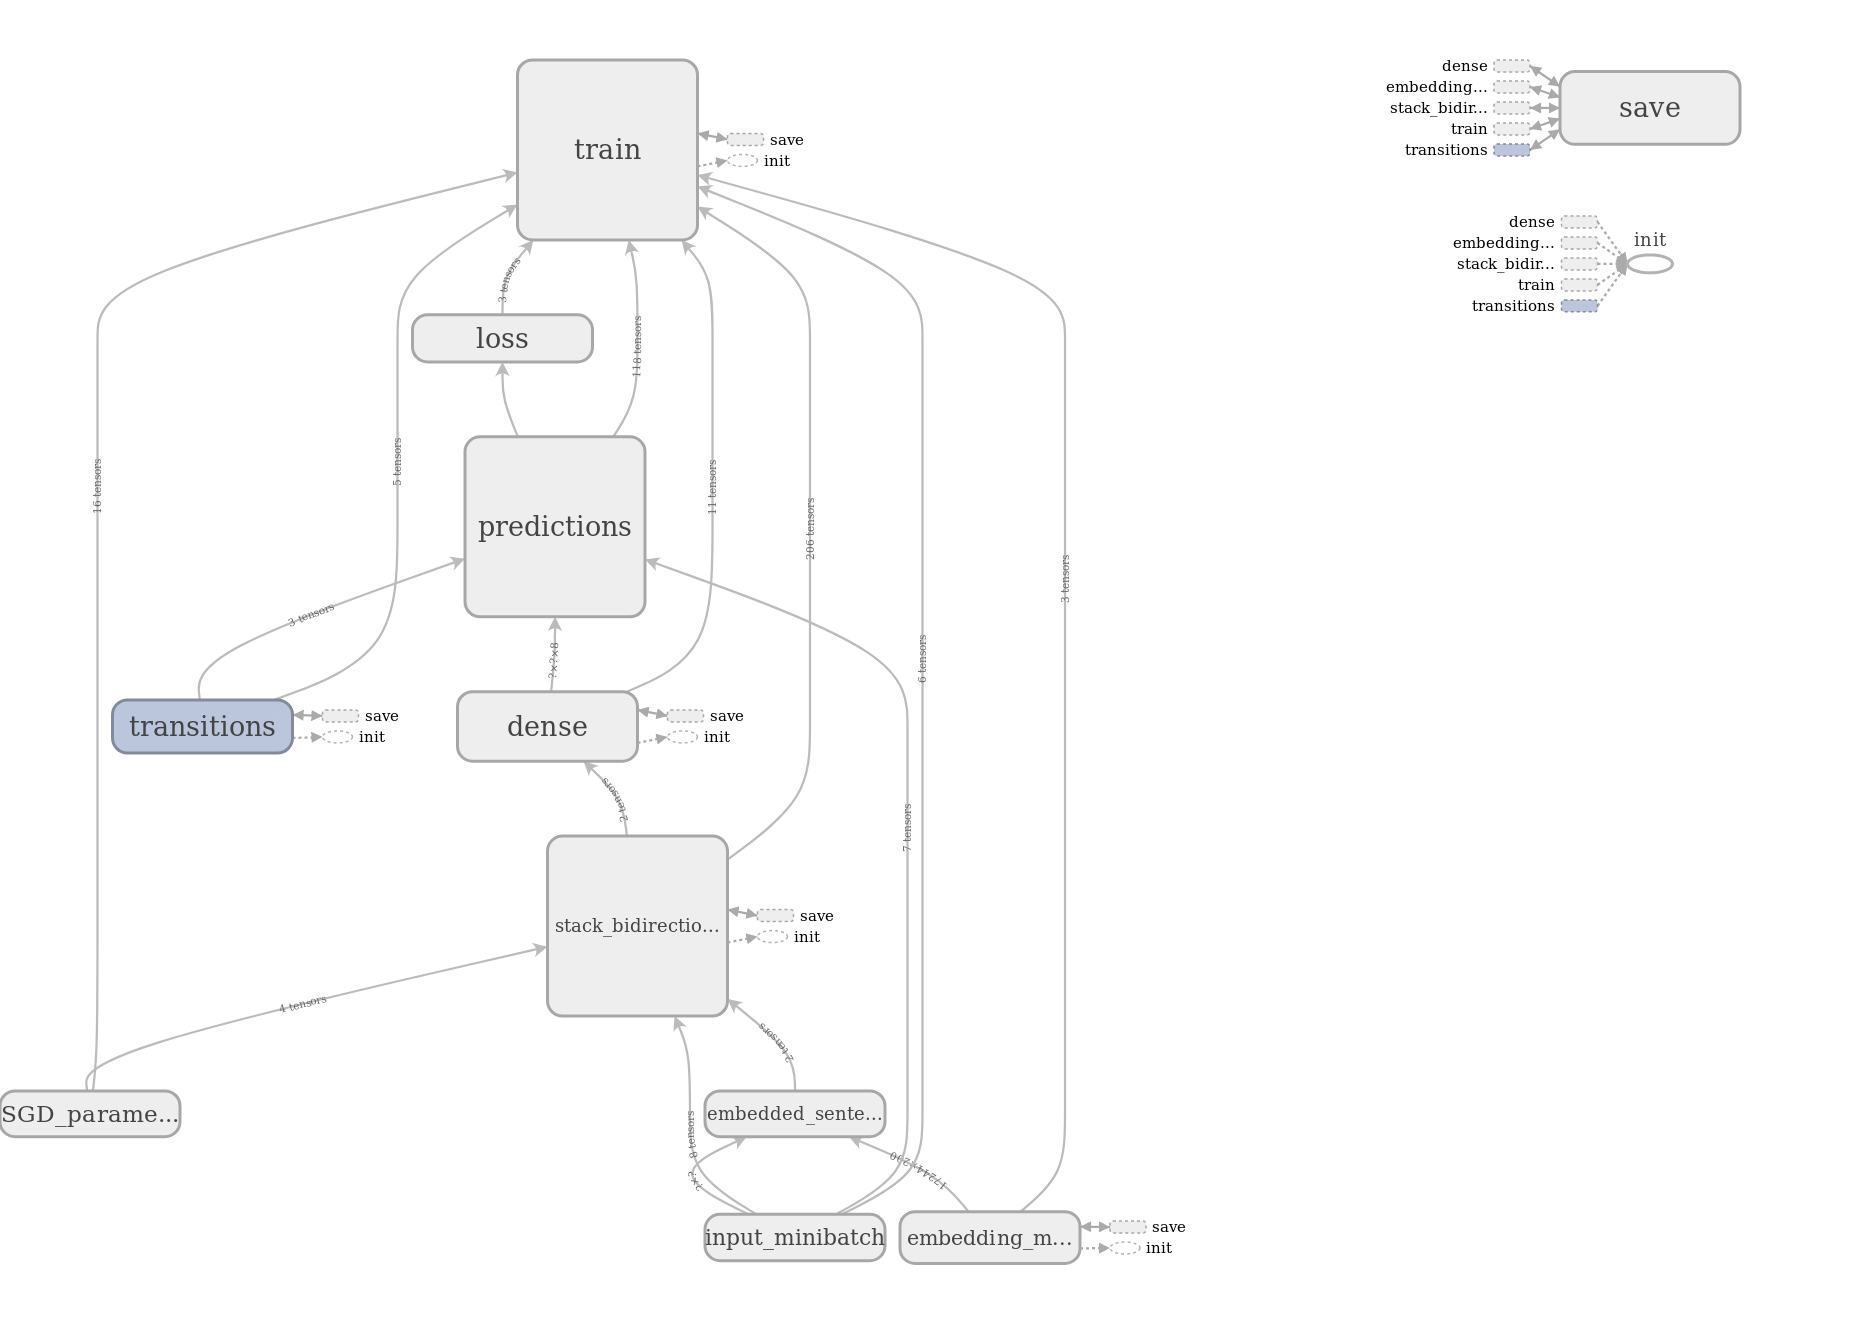 train
save
init
3 tensors
loss
118 tensors
16 tensors
5 tensors
11 tensors
predictions
206 tensors
3 tensors
3 tensors
?×?×8
6 tensors
transitions
save
init
dense
save
init
2 tensors
7 tensors
stack_bidirectio...
save
init
4 tensors
2 tensors
SGD_parame...
embedded_sente...
8 tensors
?×?
input_minibatch
embedding_m...
save
init
dense
embedding...
stack_bidir...
train
transitions
save
dense
embedding...
stack_bidir...
train
transitions
init